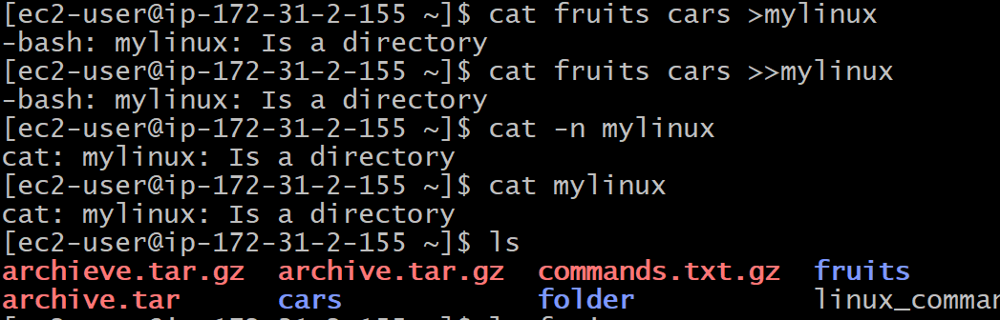 [ec2-user@ip-172-31-2-155 ~]$ cat fruits cars >mylinux
-bash: mylinux: Is a directory
[ec2-user@ip-172-31-2-155 ~]$ cat fruits cars >>mylinux
-bash: mylinux: Is a directory
[ec2-user@ip-172-31-2-155 ~]$ cat -n mylinux
cat: mylinux: Is a directory
[ec2-user@ip-172-31-2-155 ~]$ cat mylinux
cat: mylinux: Is a directory
[ec2-user@ip-172-31-2-155 ~]$ ls
archieve.tar.gz archive.tar.gz commands.txt.gz fruits
archive.tar cars folder